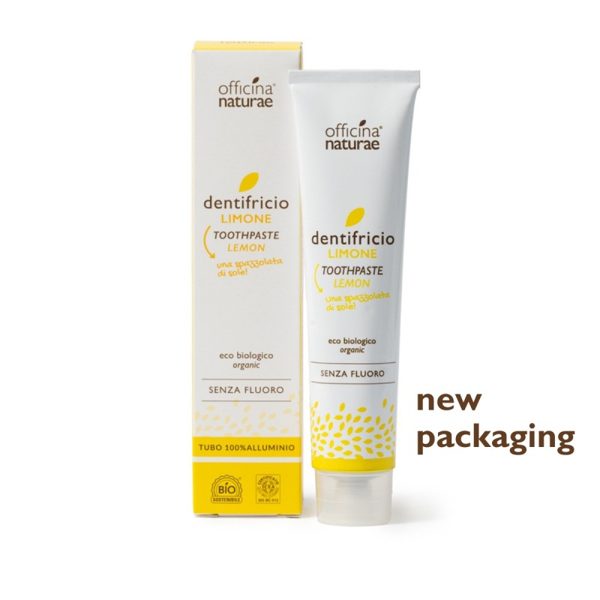 officina®
naturae
dentifricio
LIMONE
TOOTHPASTE
LEMON
una spazzolata
di sole!
eco biologico
organic
SENZA FLUORO
TUBO 100%ALLUMINIO
BIO
SOSTENIBILE
officina®
naturae
dentifricio
LIMONE
TOOTHPASTE
LEMON
una spazzolata
di sole!
eco biologico
organic
SENZA FLUORO
new
packaging